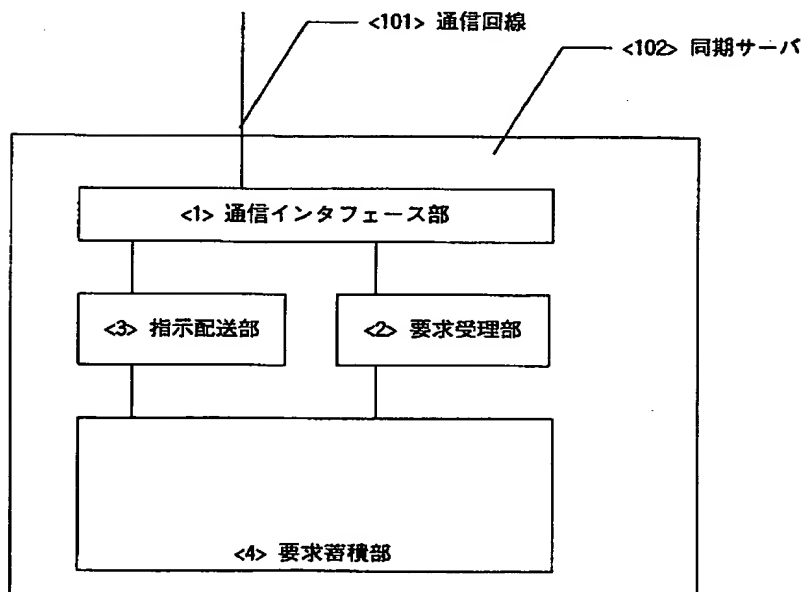 <101> 通信回線
<102> 同期サーバ
<1> 通信インタフェース部
<3> 指示配送部
<2> 要求受理部
<4> 要求蓄積部